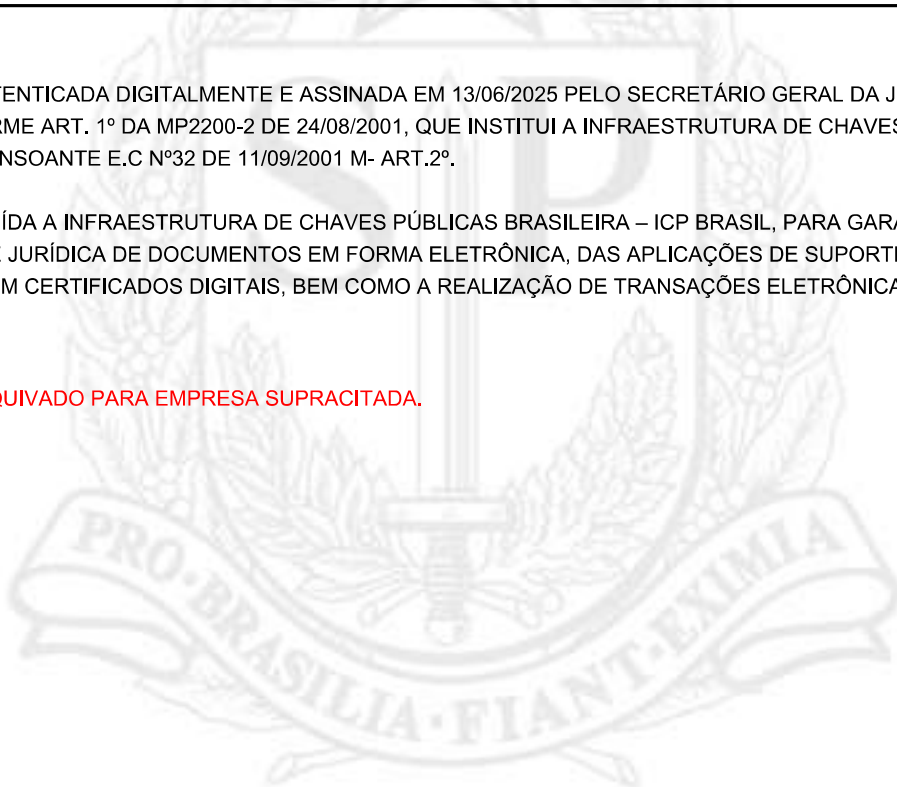 TENTICADA DIGITALMENTE E ASSINADA EM 13/06/2025 PELO SECRETÁRIO GERAL DA J
RME ART. 1º DA MP2200-2 DE 24/08/2001, QUE INSTITUI A INFRAESTRUTURA DE CHAVES
NSOANTE E.C Nº32 DE 11/09/2001 M- ART.2º.
ÍDA A INFRAESTRUTURA DE CHAVES PÚBLICAS BRASILEIRA – ICP BRASIL, PARA GARA
E JURÍDICA DE DOCUMENTOS EM FORMA ELETRÔNICA, DAS APLICAÇÕES DE SUPORTE
M CERTIFICADOS DIGITAIS, BEM COMO A REALIZAÇÃO DE TRANSAÇÕES ELETRÔNICA
QUIVADO PARA EMPRESA SUPRACITADA.
SP
PRO·BRASILIA·FIANT·EXIMIA